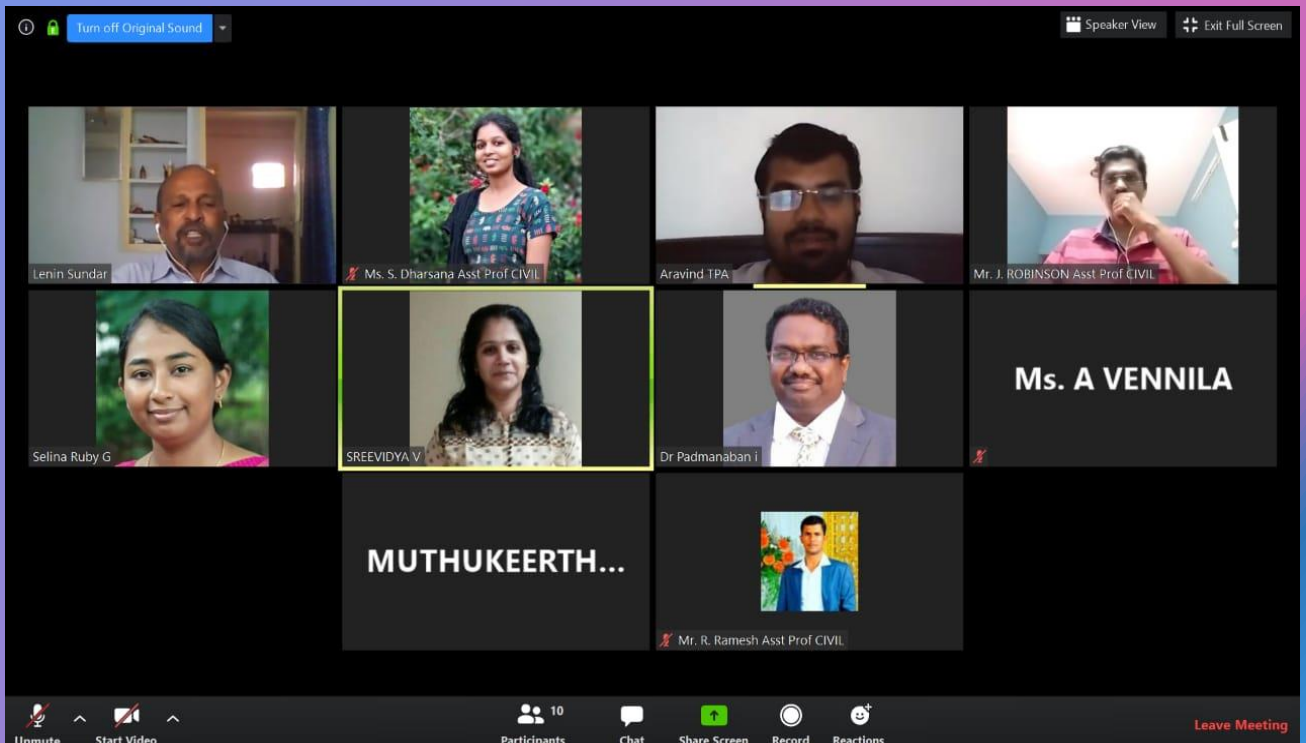 Turn off Original Sound
Speaker View
Exit Full Screen
Lenin Sundar
Ms. S. Dharsana Asst Prof CIVIL
Aravind TPA
Mr. J. ROBINSON Asst Prof CIVIL
Selina Ruby G
SREEVIDYA V
Dr Padmanaban i
Ms. A VENNILA
MUTHUKEERTH...
Mr. R. Ramesh Asst Prof CIVIL
Unmute
Start Video
Participants
10
Chat
Share Screen
Record
Reactions
Leave Meeting